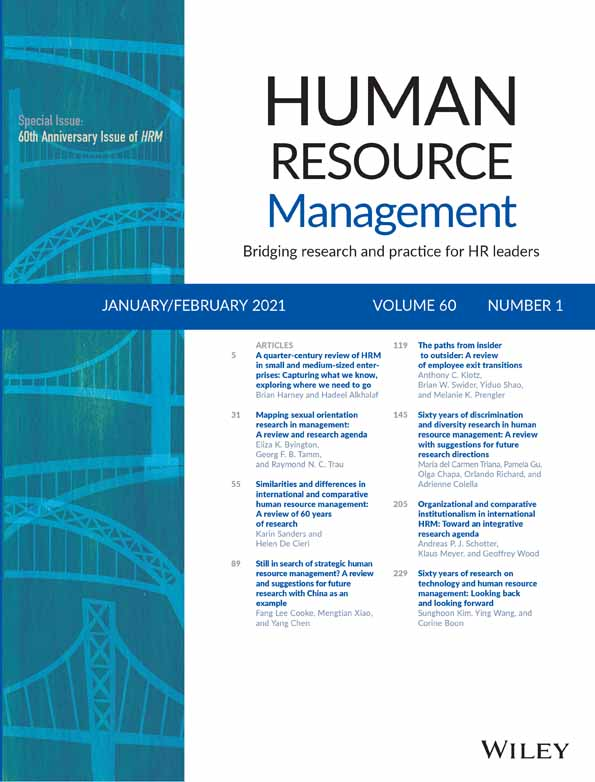 Special Issue:
60th Anniversary Issue of HRM
HUMAN
RESOURCE
Management
Bridging research and practice for HR leaders
JANUARY/FEBRUARY 2021 VOLUME 60 NUMBER 1
ARTICLES
5 A quarter-century review of HRM
in small and medium-sized enter-
prises: Capturing what we know,
exploring where we need to go
Brian Harney and Hadeel Alkhalaf
31 Mapping sexual orientation
research in management:
A review and research agenda
Eliza K. Byington,
Georg F. B. Tamm,
and Raymond N. C. Trau
55 Similarities and differences in
international and comparative
human resource management:
A review of 60 years
of research
Karin Sanders and
Helen De Cieri
89 Still in search of strategic human
resource management? A review
and suggestions for future
research with China as an
example
Fang Lee Cooke, Mengtian Xiao,
and Yang Chen
119 The paths from insider
to outsider: A review
of employee exit transitions
Anthony C. Klotz,
Brian W. Swider, Yiduo Shao,
and Melanie K. Prengler
145 Sixty years of discrimination
and diversity research in human
resource management: A review
with suggestions for future
research directions
Maria del Carmen Triana, Pamela Gu,
Olga Chapa, Orlando Richard, and
Adrienne Colella
205 Organizational and comparative
institutionalism in international
HRM: Toward an integrative
research agenda
Andreas P. J. Schotter,
Klaus Meyer, and Geoffrey Wood
229 Sixty years of research on
technology and human resource
management: Looking back
and looking forward
Sunghoon Kim, Ying Wang, and
Corine Boon
WILEY